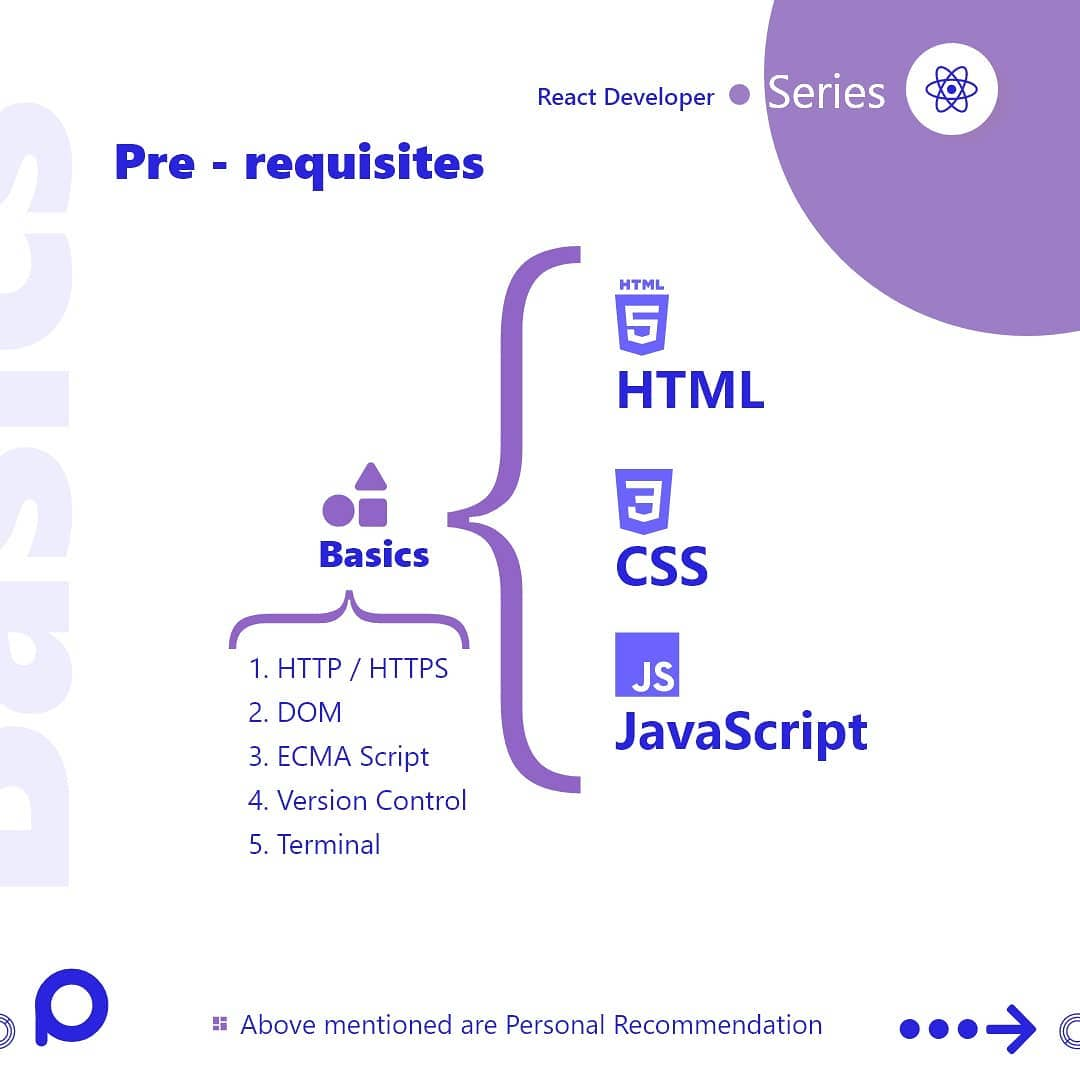 React Developer
Series
Pre - requisites
Basics
HTML
5
HTML
3
CSS
JS
JavaScript
Basics
1. HTTP / HTTPS
2. DOM
3. ECMA Script
4. Version Control
5. Terminal
Above mentioned are Personal Recommendation